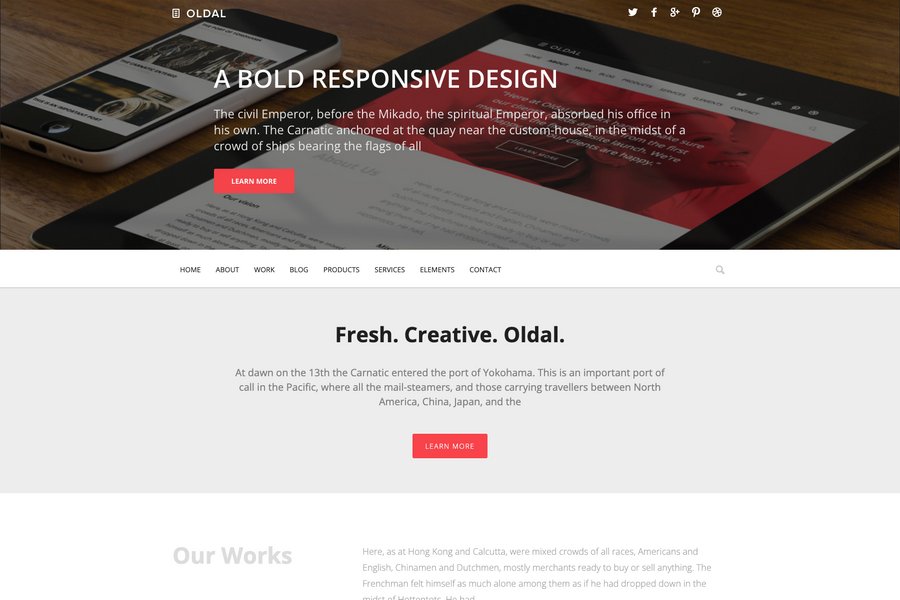 OLDAL
A BOLD RESPONSIVE DESIGN
The civil Emperor, before the Mikado, the spiritual Emperor, absorbed his office in
his own. The Carnatic anchored at the quay near the custom-house, in the midst of a
crowd of ships bearing the flags of all
LEARN MORE
HOME ABOUT WORK BLOG PRODUCTS SERVICES ELEMENTS CONTACT
Fresh. Creative. Oldal.
At dawn on the 13th the Carnatic entered the port of Yokohama. This is an important port of
call in the Pacific, where all the mail-steamers, and those carrying travellers between North
America, China, Japan, and the
LEARN MORE
Our Works
Here, as at Hong Kong and Calcutta, were mixed crowds of all races, Americans and
English, Chinamen and Dutchmen, mostly merchants ready to buy or sell anything. The
Frenchman felt himself as much alone among them as if he had dropped down in the
midst of Hottentots. He had